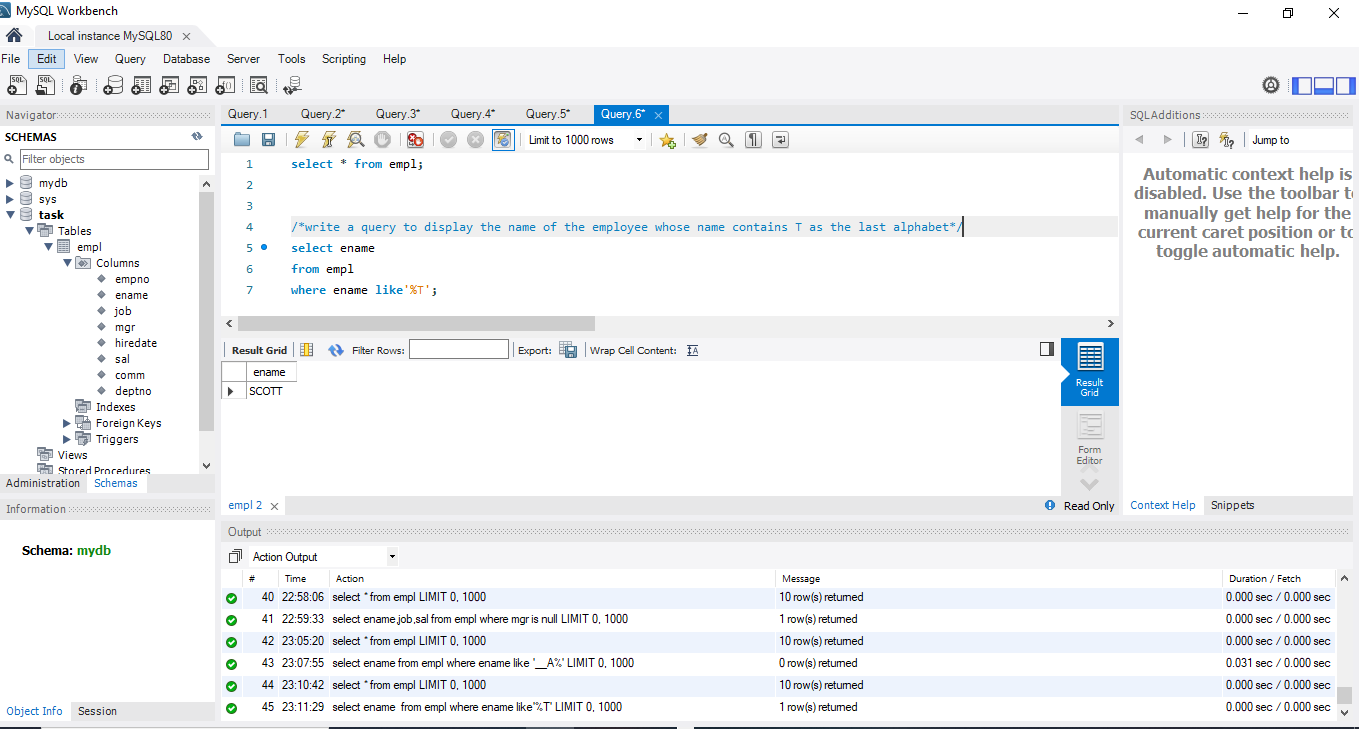 MySQL Workbench
Local instance MySQL80
File Edit View Query Database Server Tools Scripting Help
Navigator
SCHEMAS
Filter objects
mydb
sys
task
Tables
empl
Columns
empno
ename
job
mgr
hiredate
sal
comm
deptno
Indexes
Foreign Keys
Triggers
Views
Stored Procedures
Administration Schemas
Information
Schema: mydb
Object Info Session
Query.1 Query.2* Query.3* Query.4* Query.5* Query.6*
Limit to 1000 rows
1 select * from empl;
2
3
4 /*write a query to display the name of the employee whose name contains T as the last alphabet*/
5 select ename
6 from empl
7 where ename like'%T';
Result Grid Filter Rows: Export: Wrap Cell Content:
ename
SCOTT
Result
Grid
Form
Editor
empl 2
Read Only
SQLAdditions
Jump to
Automatic context help is
disabled. Use the toolbar to
manually get help for the
current caret position or to
toggle automatic help.
Context Help Snippets
Output
Action Output
# Time Action Message Duration / Fetch
40 22:58:06 select * from empl LIMIT 0, 1000 10 row(s) returned 0.000 sec / 0.000 sec
41 22:59:33 select ename,job,sal from empl where mgr is null LIMIT 0, 1000 1 row(s) returned 0.000 sec / 0.000 sec
42 23:05:20 select * from empl LIMIT 0, 1000 10 row(s) returned 0.000 sec / 0.000 sec
43 23:07:55 select ename from empl where ename like '__A%' LIMIT 0, 1000 0 row(s) returned 0.031 sec / 0.000 sec
44 23:10:42 select * from empl LIMIT 0, 1000 10 row(s) returned 0.000 sec / 0.000 sec
45 23:11:29 select ename from empl where ename like'%T' LIMIT 0, 1000 1 row(s) returned 0.000 sec / 0.000 sec